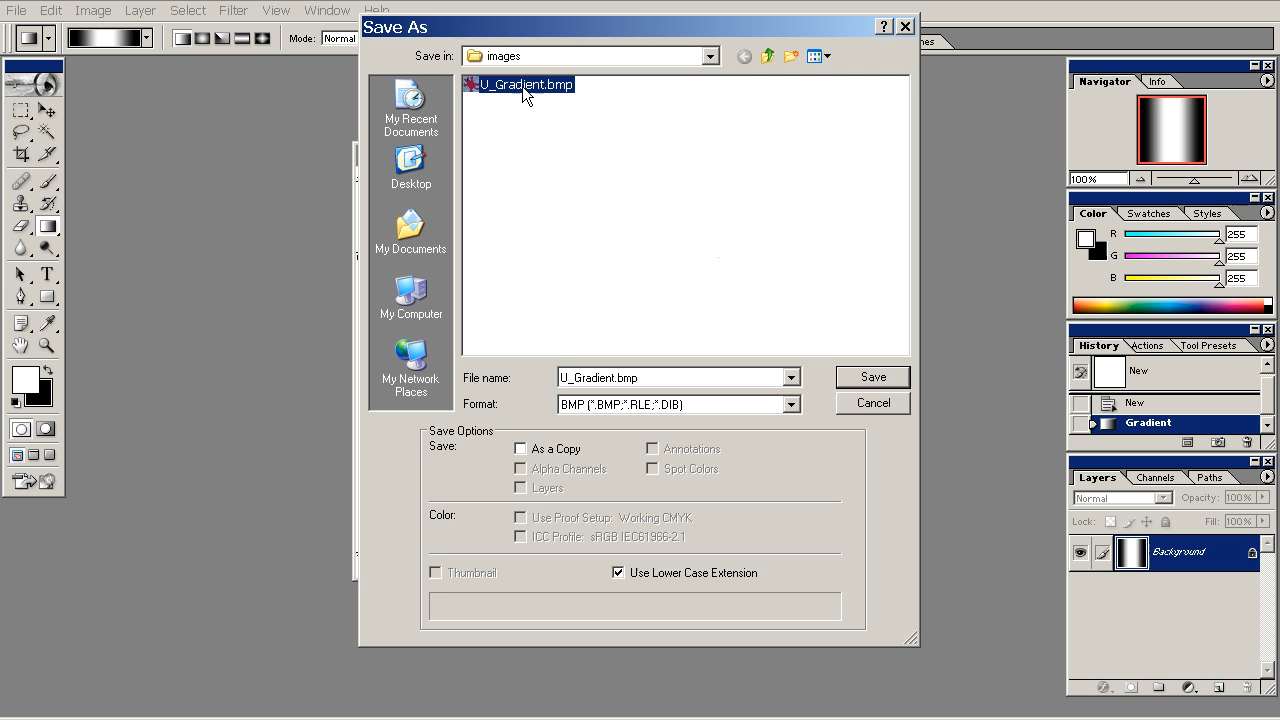 File Edit Image Layer Select Filter View Window Help
Save As
Mode: Normal
Save in: images
U_Gradient.bmp
My Recent
Documents
Desktop
My Documents
My Computer
My Network
Places
File name: U_Gradient.bmp Save
Format: BMP (*.BMP;*.RLE;*.DIB) Cancel
Save Options
Save: As a Copy Annotations
Alpha Channels Spot Colors
Layers
Color: Use Proof Setup: Working CMYK
ICC Profile: sRGB IEC61966-2.1
Thumbnail Use Lower Case Extension
Navigator Info
100%
Color Swatches Styles
R 255
G 255
B 255
History Actions Tool Presets
New
New
Gradient
Layers Channels Paths
Normal Opacity: 100%
Lock: Fill: 100%
Background